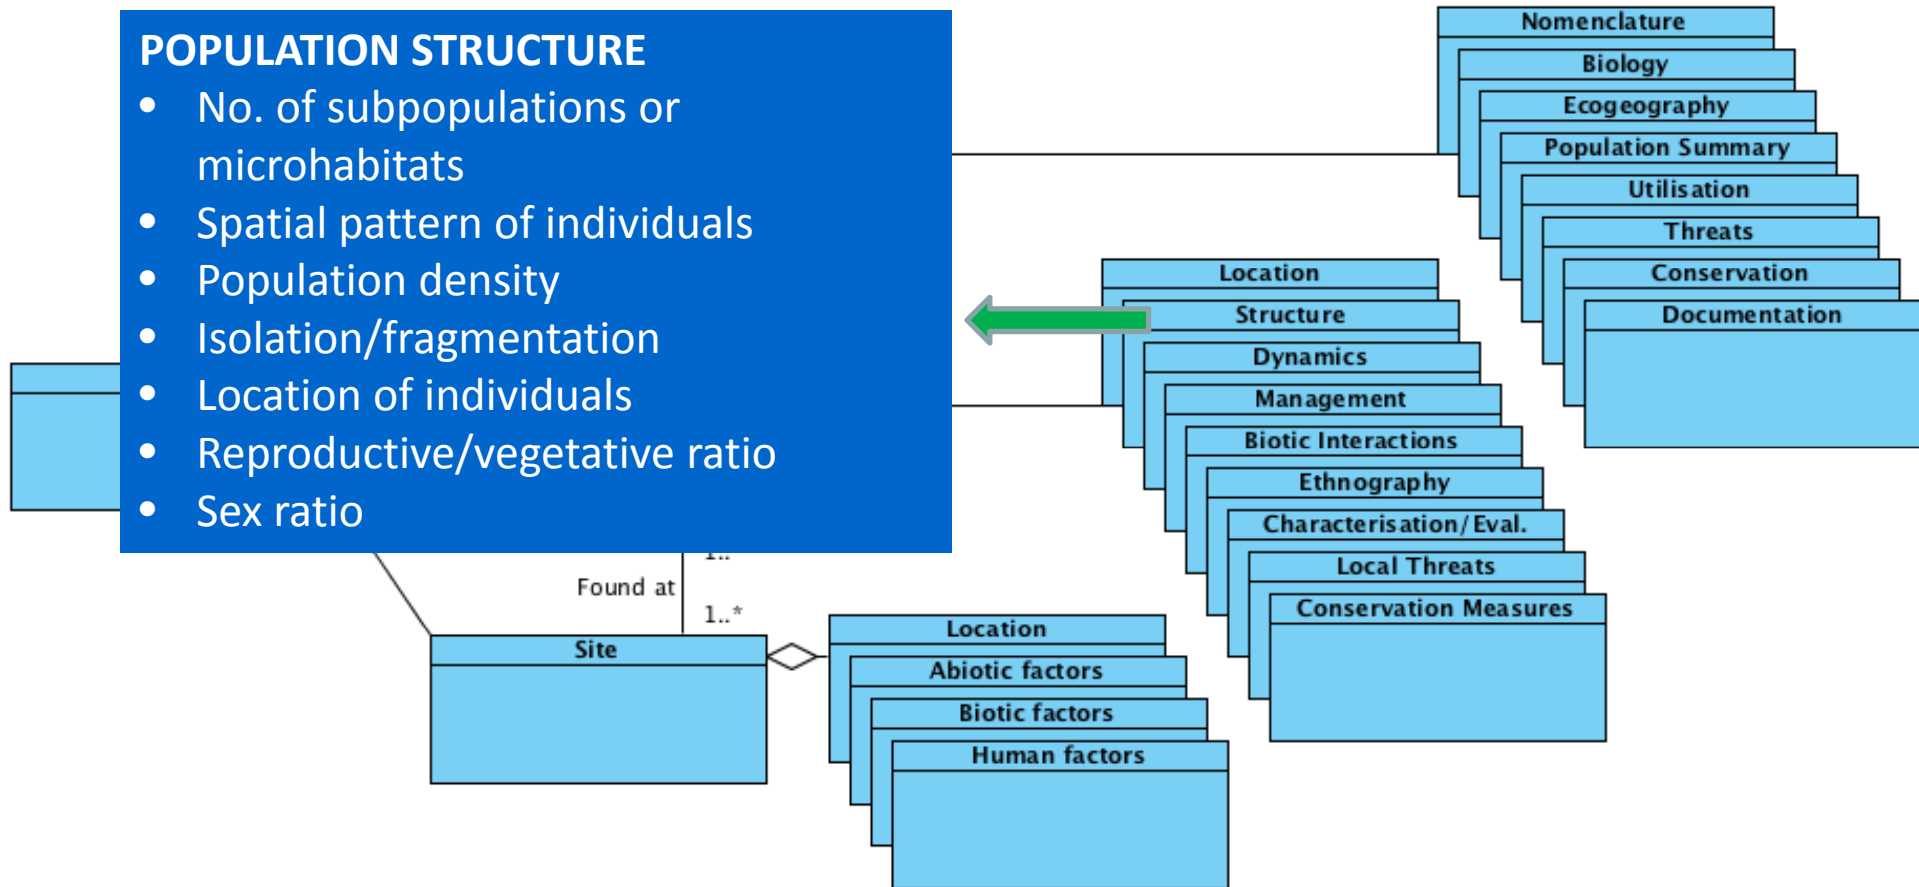 POPULATION STRUCTURE
• No. of subpopulations or
microhabitats
• Spatial pattern of individuals
• Population density
• Isolation/fragmentation
• Location of individuals
• Reproductive/vegetative ratio
• Sex ratio
Nomenclature
Biology
Ecogeography
Population Summary
Utilisation
Threats
Conservation
Documentation
Location
Structure
Dynamics
Management
Biotic Interactions
Ethnography
Characterisation/Eval.
Local Threats
Conservation Measures
Found at
1..*
Site
Location
Abiotic factors
Biotic factors
Human factors